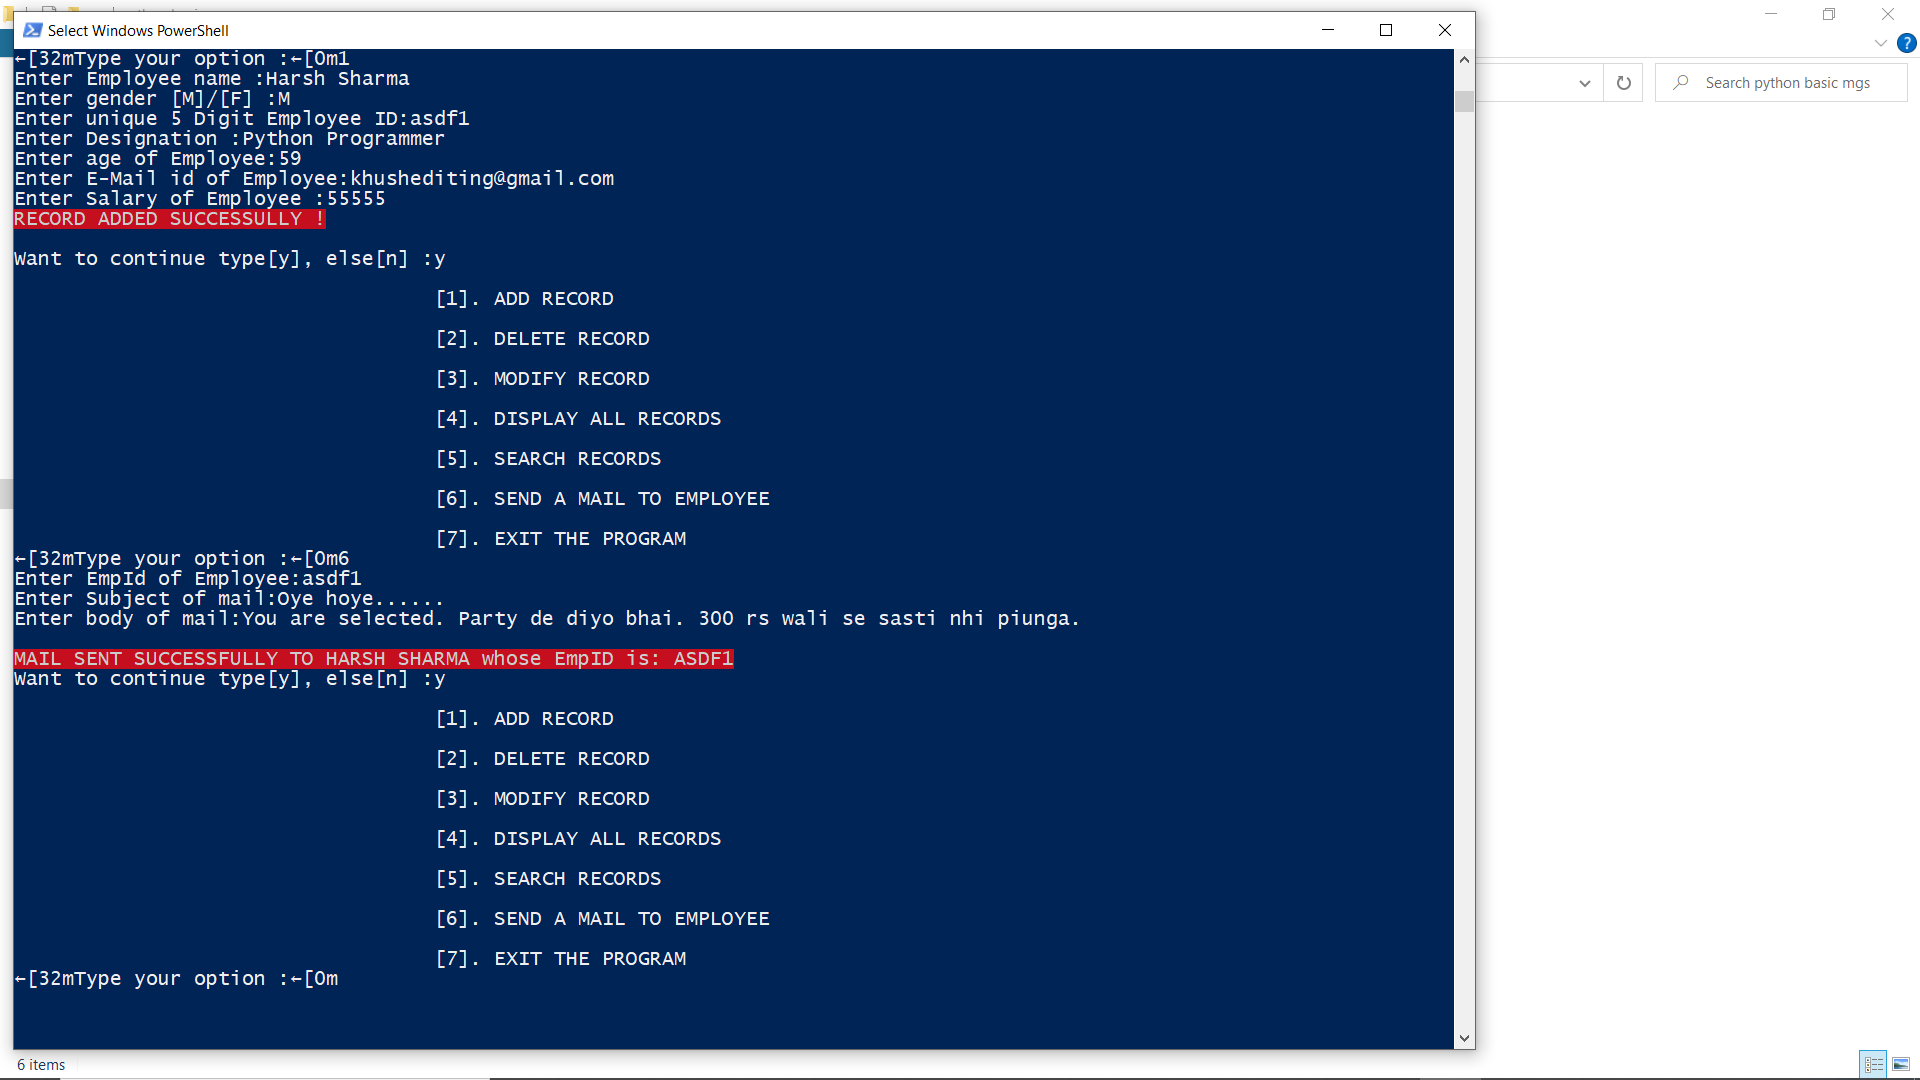 Select Windows PowerShell
←[32mType your option :←[0m1
Enter Employee name :Harsh Sharma
Enter gender [M]/[F] :M
Enter unique 5 Digit Employee ID:asdf1
Enter Designation :Python Programmer
Enter age of Employee:59
Enter E-Mail id of Employee:khushediting@gmail.com
Enter Salary of Employee :55555
RECORD ADDED SUCCESSULLY !
Want to continue type[y], else[n] :y
[1]. ADD RECORD
[2]. DELETE RECORD
[3]. MODIFY RECORD
[4]. DISPLAY ALL RECORDS
[5]. SEARCH RECORDS
[6]. SEND A MAIL TO EMPLOYEE
[7]. EXIT THE PROGRAM
←[32mType your option :←[0m6
Enter EmpId of Employee:asdf1
Enter Subject of mail:Oye hoye......
Enter body of mail:You are selected. Party de diyo bhai. 300 rs wali se sasti nhi piunga.
MAIL SENT SUCCESSFULLY TO HARSH SHARMA whose EmpID is: ASDF1
Want to continue type[y], else[n] :y
[1]. ADD RECORD
[2]. DELETE RECORD
[3]. MODIFY RECORD
[4]. DISPLAY ALL RECORDS
[5]. SEARCH RECORDS
[6]. SEND A MAIL TO EMPLOYEE
[7]. EXIT THE PROGRAM
←[32mType your option :←[0m
?
Search python basic mgs
6 items